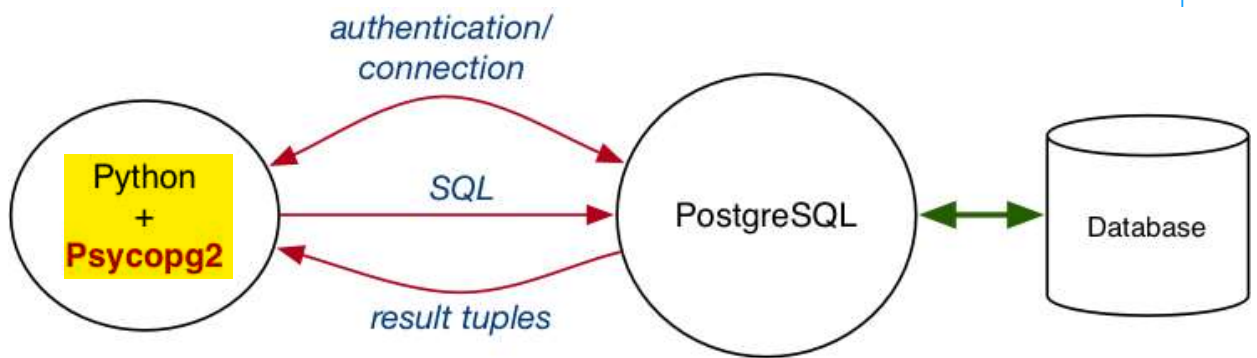 authentication/
connection
Python
+
Psycopg2
SQL
PostgreSQL
Database
result tuples